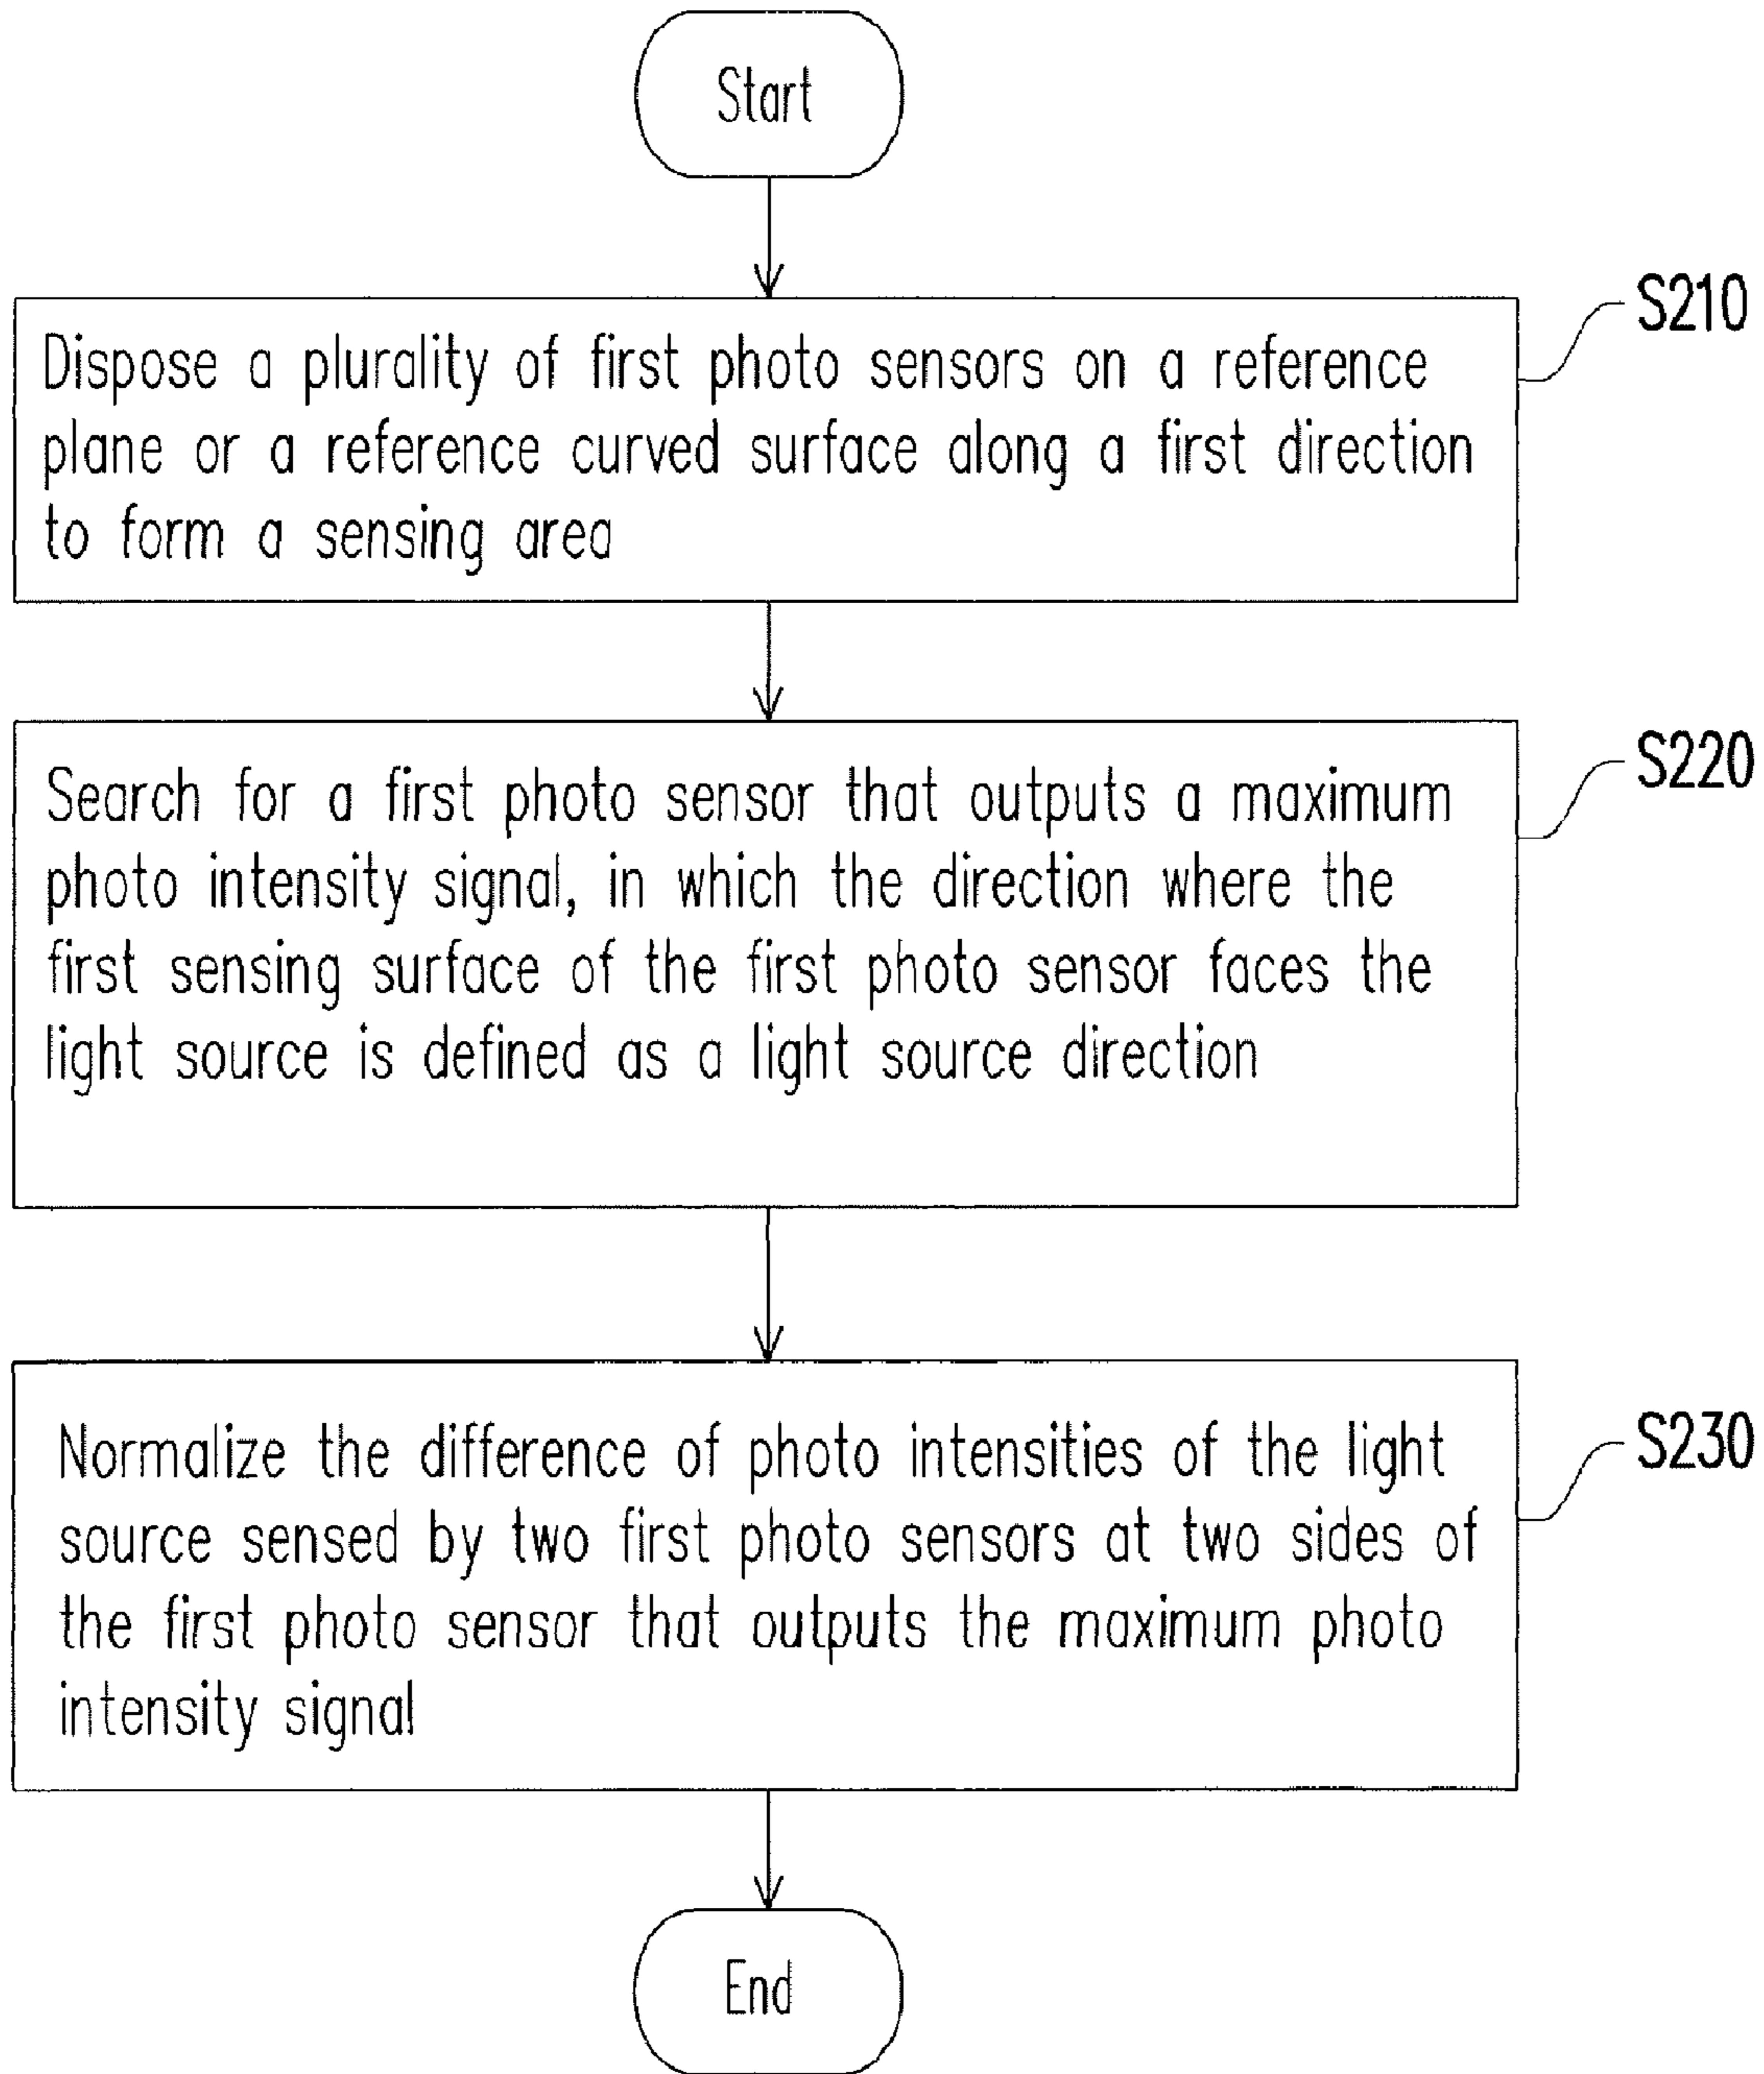 Start
S210
Dispose a plurality of first photo sensors on a reference
plane or a reference curved surface along a first direction
to form a sensing area
S220
Search for a first photo sensor that outputs a maximum
photo intensity signal, in which the direction where the
first sensing surface of the first photo sensor faces the
light source is defined as a light source direction
S230
Normalize the difference of photo intensities of the light
source sensed by two first photo sensors at two sides of
the first photo sensor that outputs the maximum photo
intensity signal
End